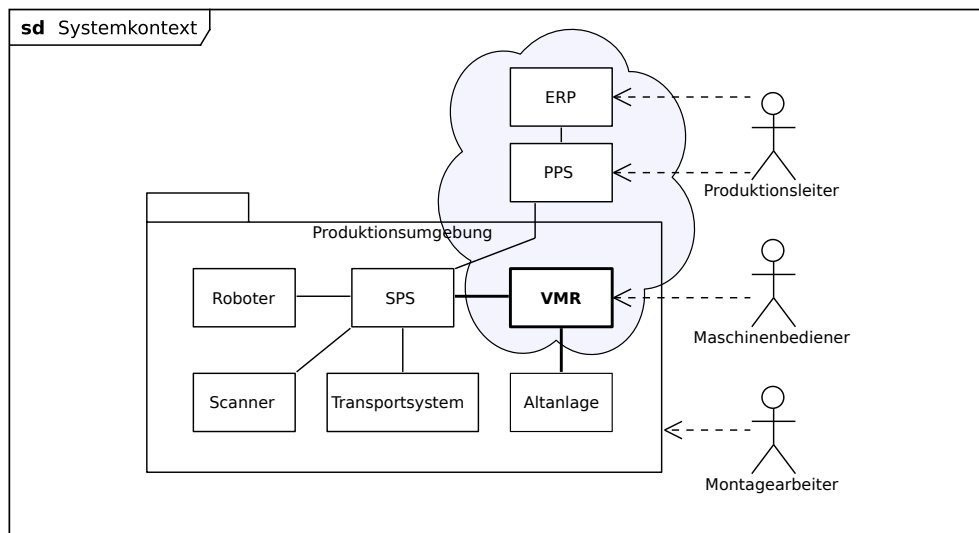 sd Systemkontext
ERP
PPS
Produktionsleiter
Produktionsumgebung
Roboter
SPS
VMR
Maschinenbediener
Scanner
Transportsystem
Altanlage
Montagearbeiter